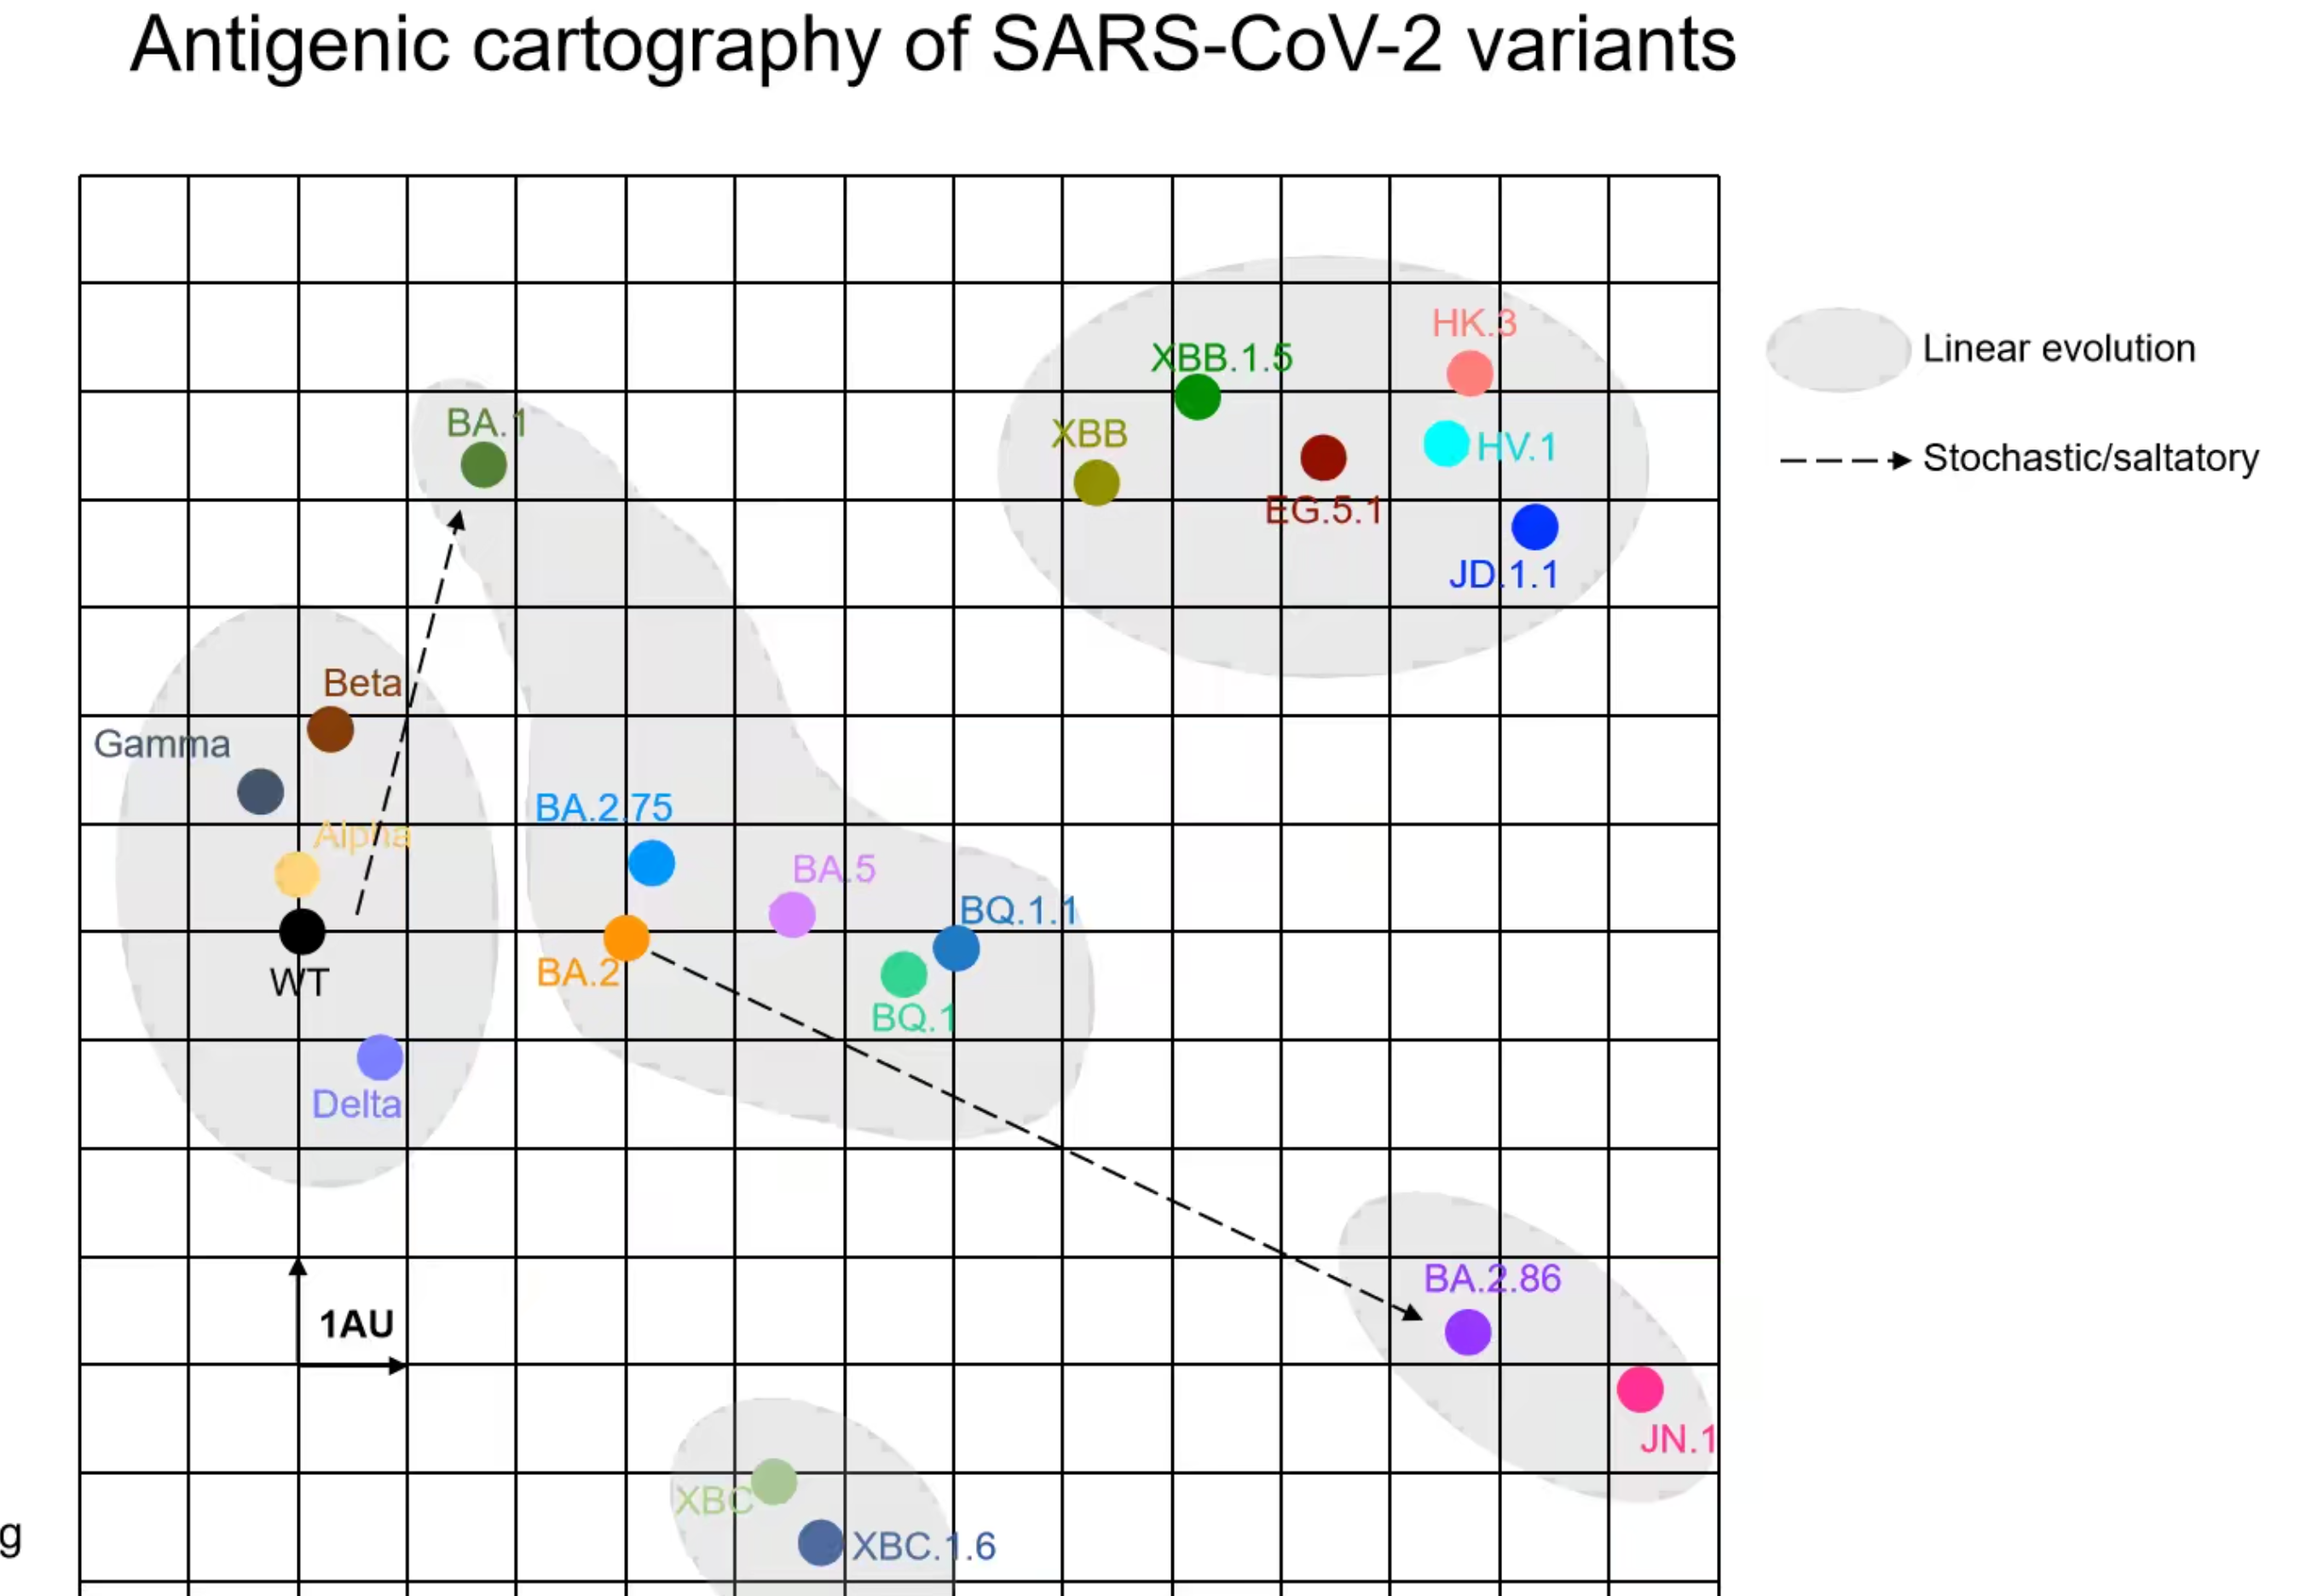 Antigenic cartography of SARS-CoV-2 variants
HK.3
XBB.1.5
Linear evolution
BA.1
XBB
HV.1
Stochastic/saltatory
EG.5.1
JD.1.1
Beta
Gamma
BA.2.75
Alpha
BA.5
BQ.1.1
BA.2
WT
BQ.1
Delta
BA.2.86
1AU
JN.1
XBC
g
XBC.1.6